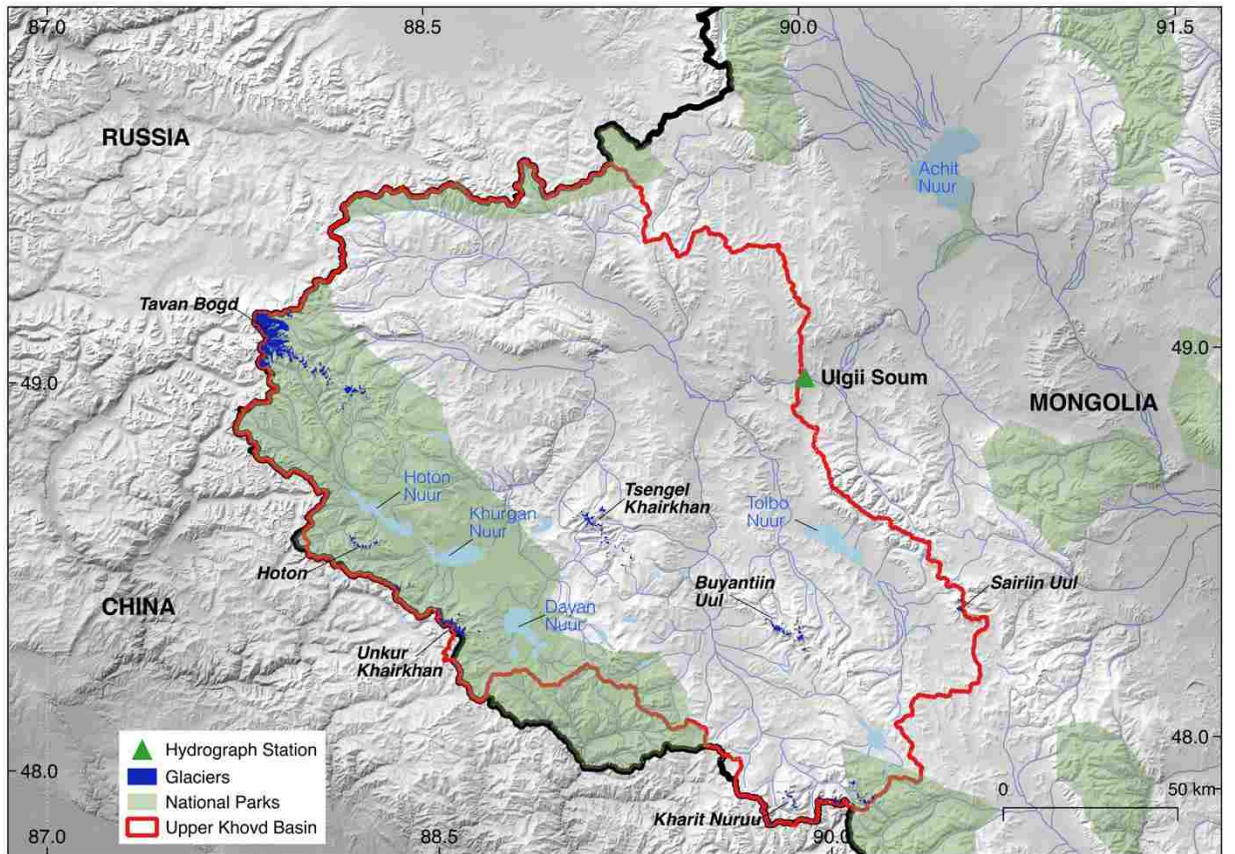 87.0
88.5
90.0
91.5
RUSSIA
Achit
Nuur
Tavan Bogd
49.0
49.0
Ulgii Soum
MONGOLIA
Hoton
Nuur
Khurgan
Nuur
Tsengel
Khairkhan
Tolbo
Nuur
Hoton
Buyantiin
Uul
Sairiin Uul
CHINA
Dayan
Nuur
Unkur
Khairkhan
48.0
48.0
Hydrograph Station
Glaciers
National Parks
Upper Khovd Basin
Kharit Nuruu
0
50 km
87.0
88.5
90.0